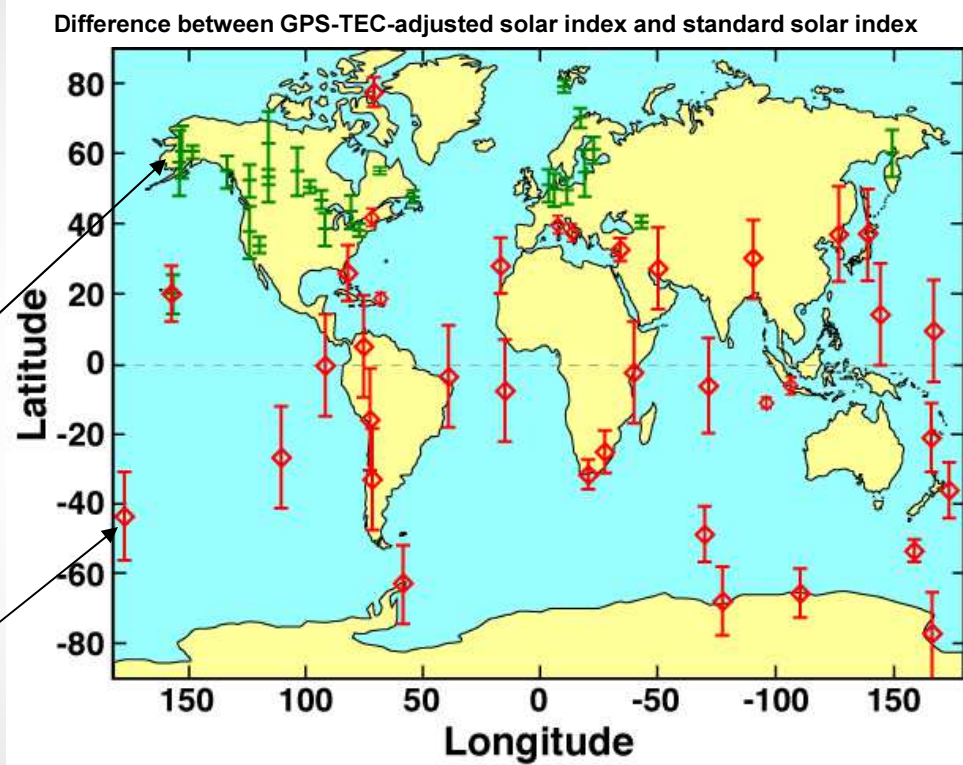 Difference between GPS-TEC-adjusted solar index and standard solar index
80
60
40
20
0
-20
-40
-60
-80
Latitude
150 100 50 0 -50 -100 150
Longitude